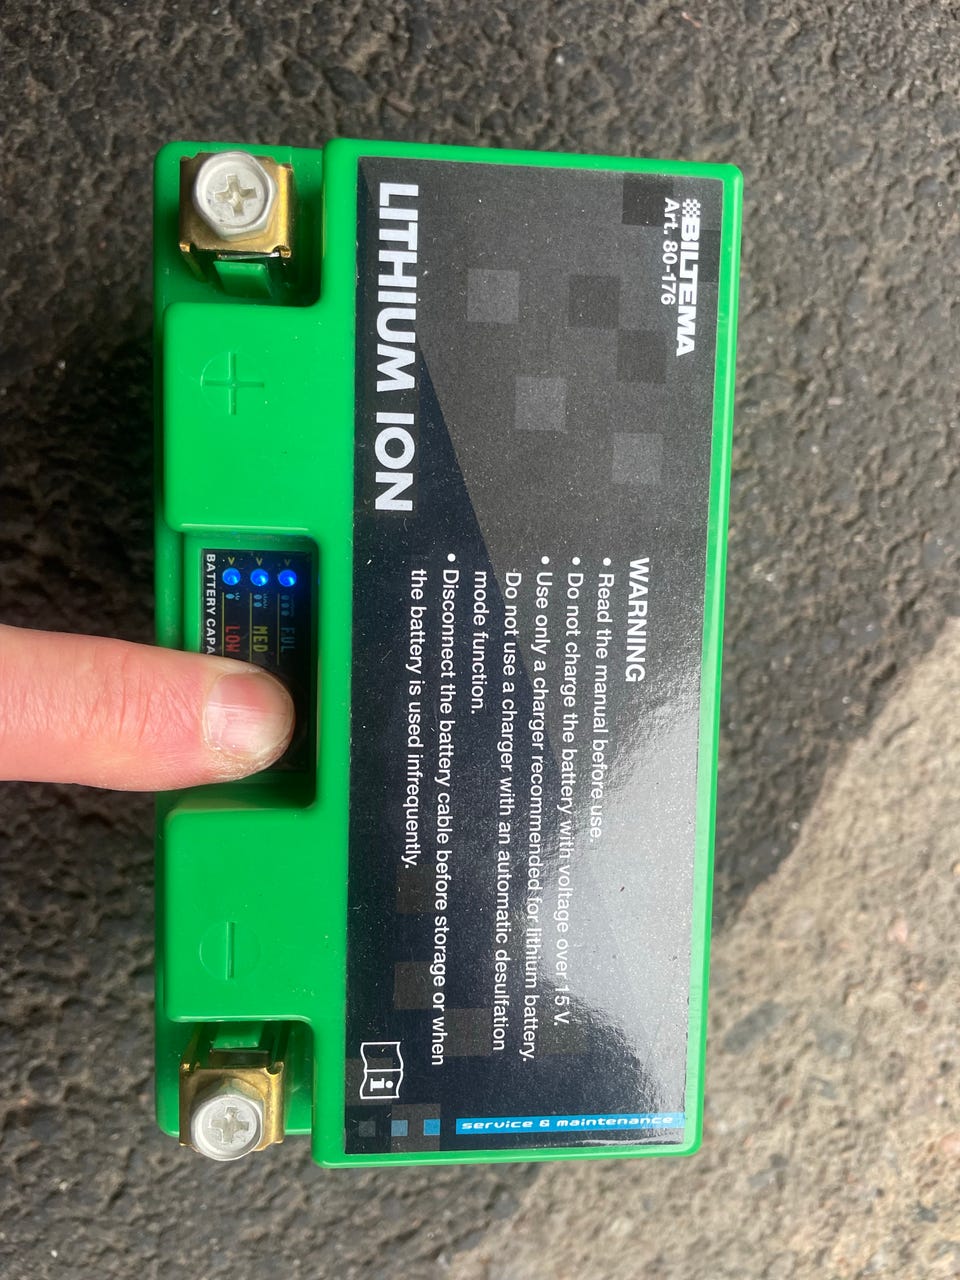 BILTEMA
Art. 80-176
WARNING
• Read the manual before use.
• Do not charge the battery with voltage over 15 V.
• Use only a charger recommended for lithium battery.
Do not use a charger with an automatic desulfation
mode function.
• Disconnect the battery cable before storage or when
the battery is used infrequently.
LITHIUM ION
service & maintenance
i
> FUL
> MED
> LOW
BATTERY CAPA
+
−